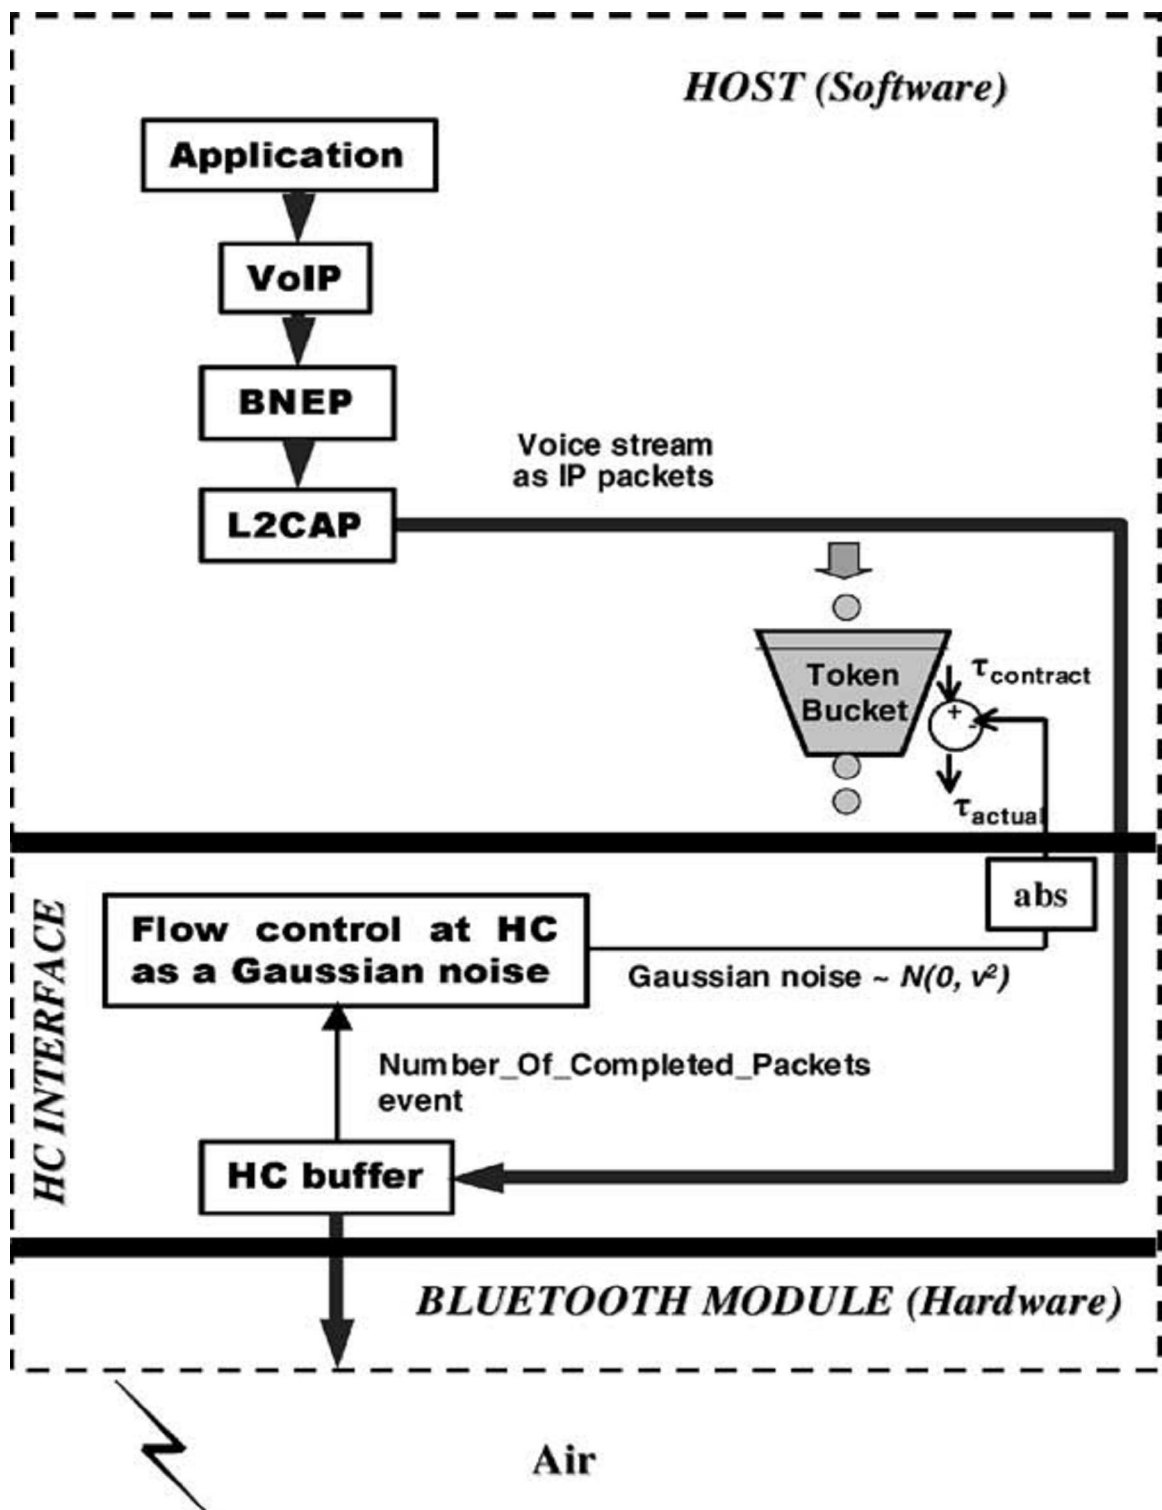 HOST (Software)
Application
VoIP
BNEP
Voice stream
as IP packets
L2CAP
Token
Bucket
τcontract
+
-
τactual
HC INTERFACE
abs
Flow control at HC
as a Gaussian noise
Gaussian noise ~ N(0, v²)
Number_Of_Completed_Packets
event
HC buffer
BLUETOOTH MODULE (Hardware)
Air